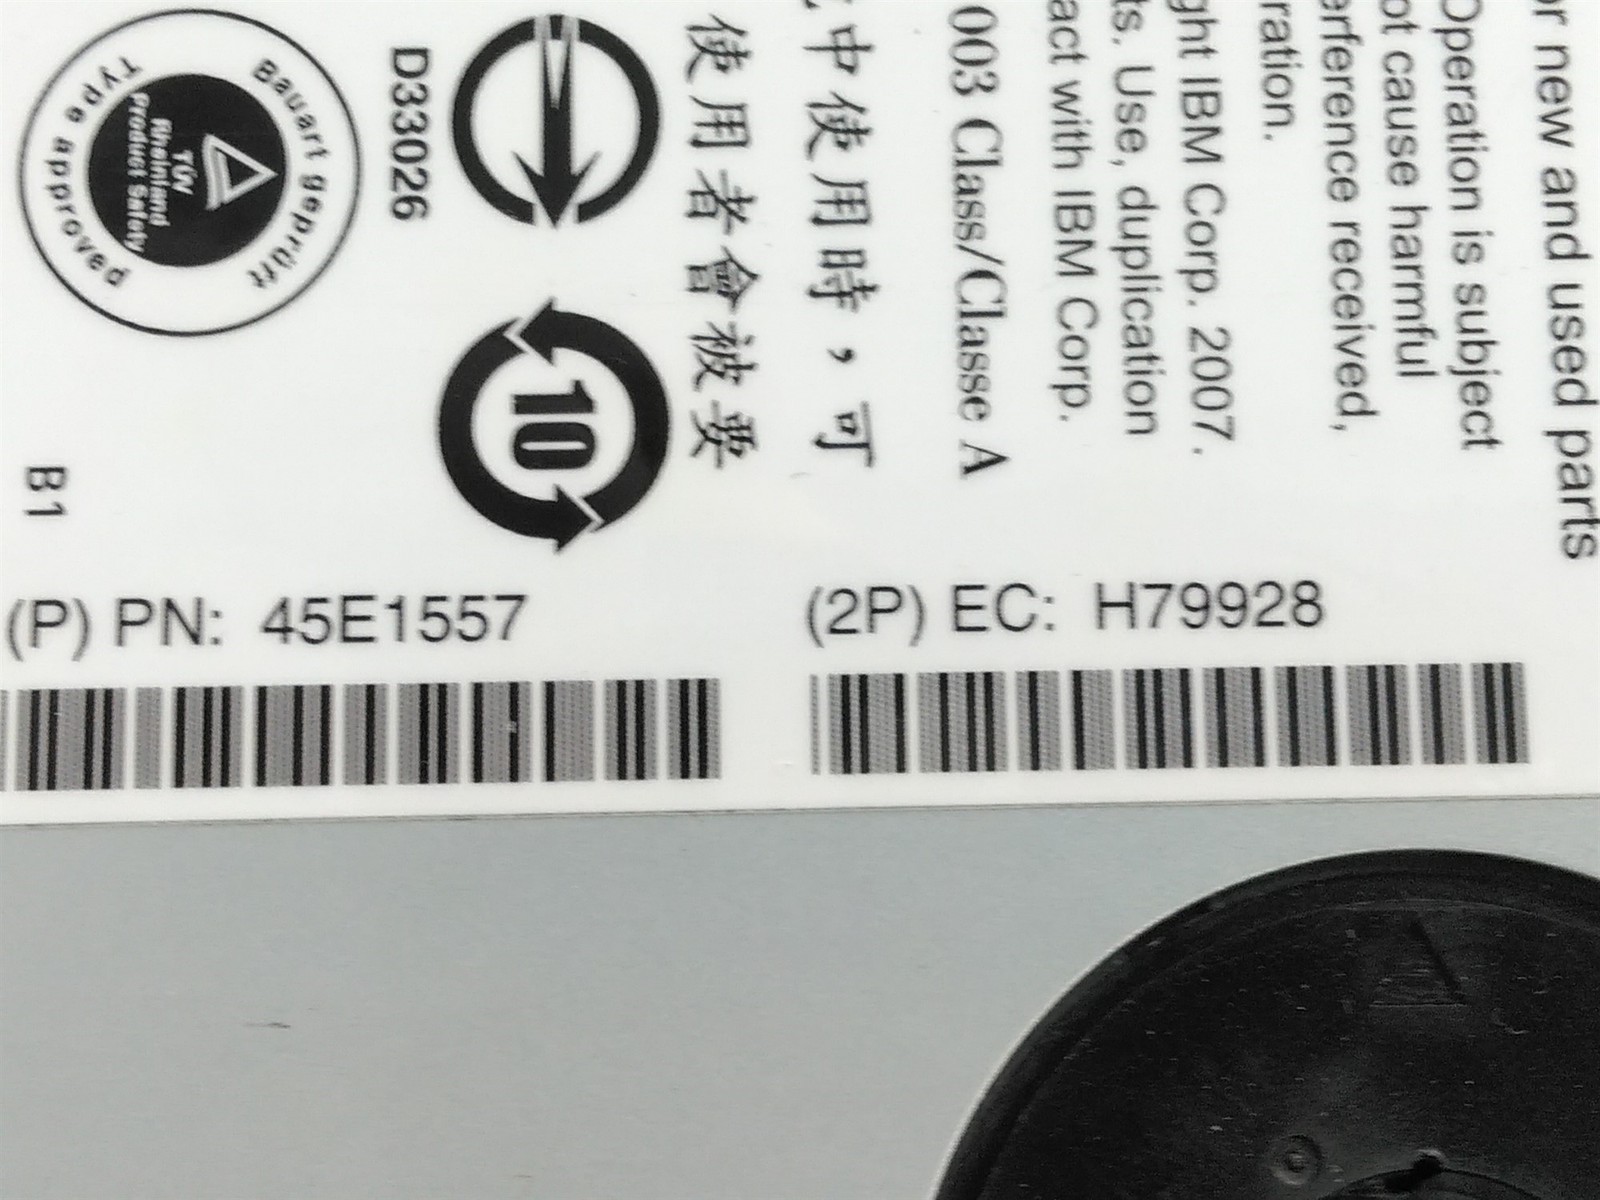 or new and used parts
Operation is subject
ot cause harmful
erference received,
ration.
ght IBM Corp. 2007.
ts. Use, duplication
act with IBM Corp.
003 Class/Classe A
中使用時，可
使用者會被要
D33026
10
Bauart geprüft
TÜV
Rheinland
Product Safety
Type approved
B1
(P) PN: 45E1557
(2P) EC: H79928